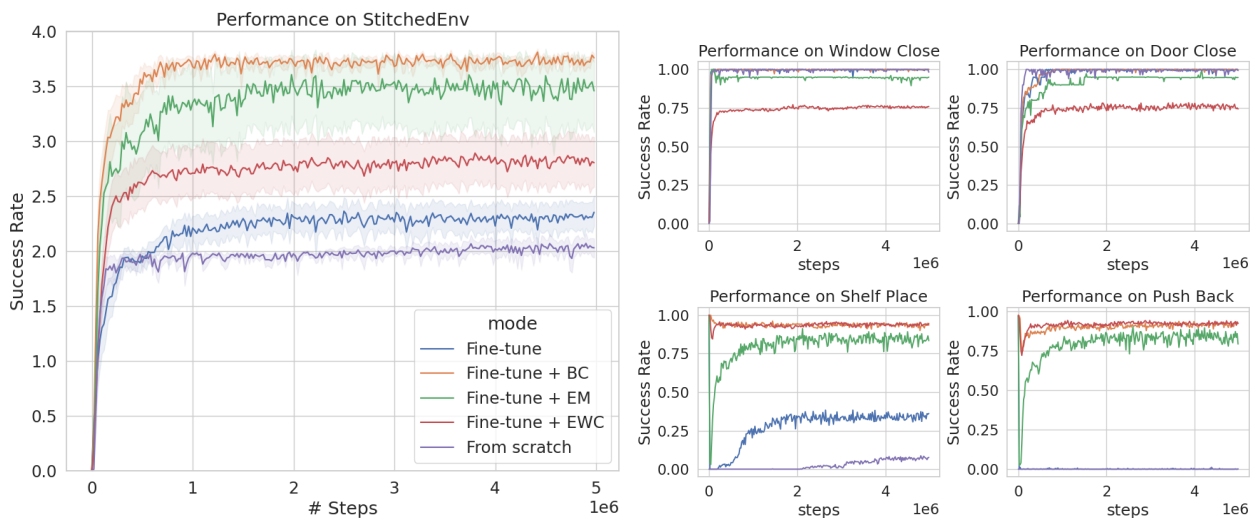 Performance on StitchedEnv
Success Rate
4.0
3.5
3.0
2.5
2.0
1.5
1.0
0.5
0.0
mode
Fine-tune
Fine-tune + BC
Fine-tune + EM
Fine-tune + EWC
From scratch
0 1 2 3 4 5
# Steps 1e6
Performance on Window Close
Success Rate
1.00
0.75
0.50
0.25
0.00
0 2 4
steps 1e6
Performance on Door Close
Success Rate
1.00
0.75
0.50
0.25
0.00
0 2 4
steps 1e6
Performance on Shelf Place
Success Rate
1.00
0.75
0.50
0.25
0.00
0 2 4
steps 1e6
Performance on Push Back
Success Rate
1.00
0.75
0.50
0.25
0.00
0 2 4
steps 1e6